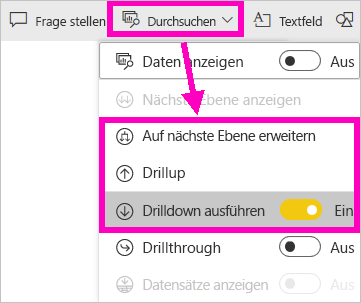 Frage stellen Durchsuchen Textfeld
Daten anzeigen Aus
Nächste Ebene anzeigen
Auf nächste Ebene erweitern
Drillup
Drilldown ausführen Ein
Drillthrough Aus
Datensätze anzeigen Aus